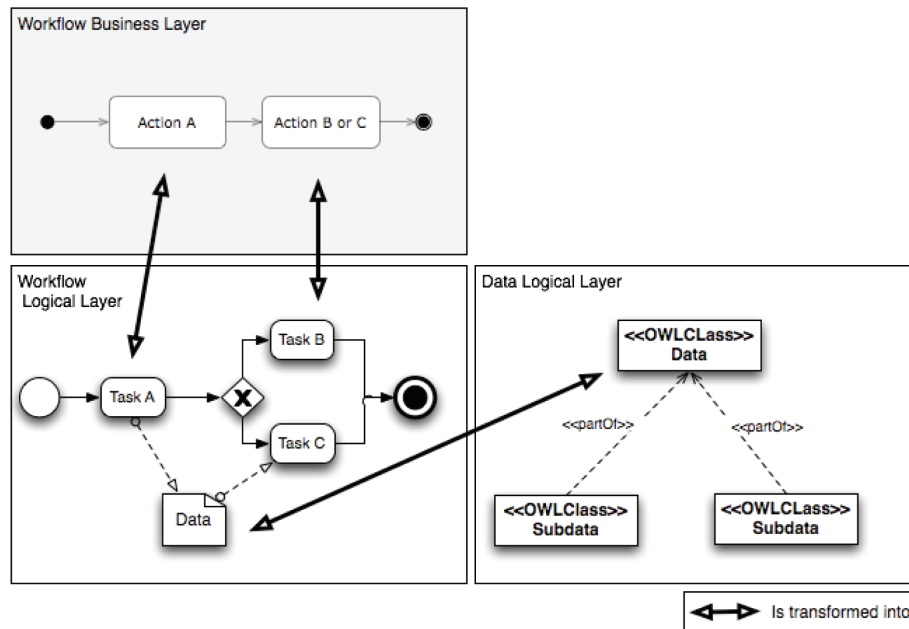 Workflow Business Layer
Action A
Action B or C
Workflow
Logical Layer
Task A
Task B
Task C
Data
Data Logical Layer
<<OWLCLass>>
Data
<<partOf>>
<<partOf>>
<<OWLClass>>
Subdata
<<OWLCLass>>
Subdata
Is transformed into